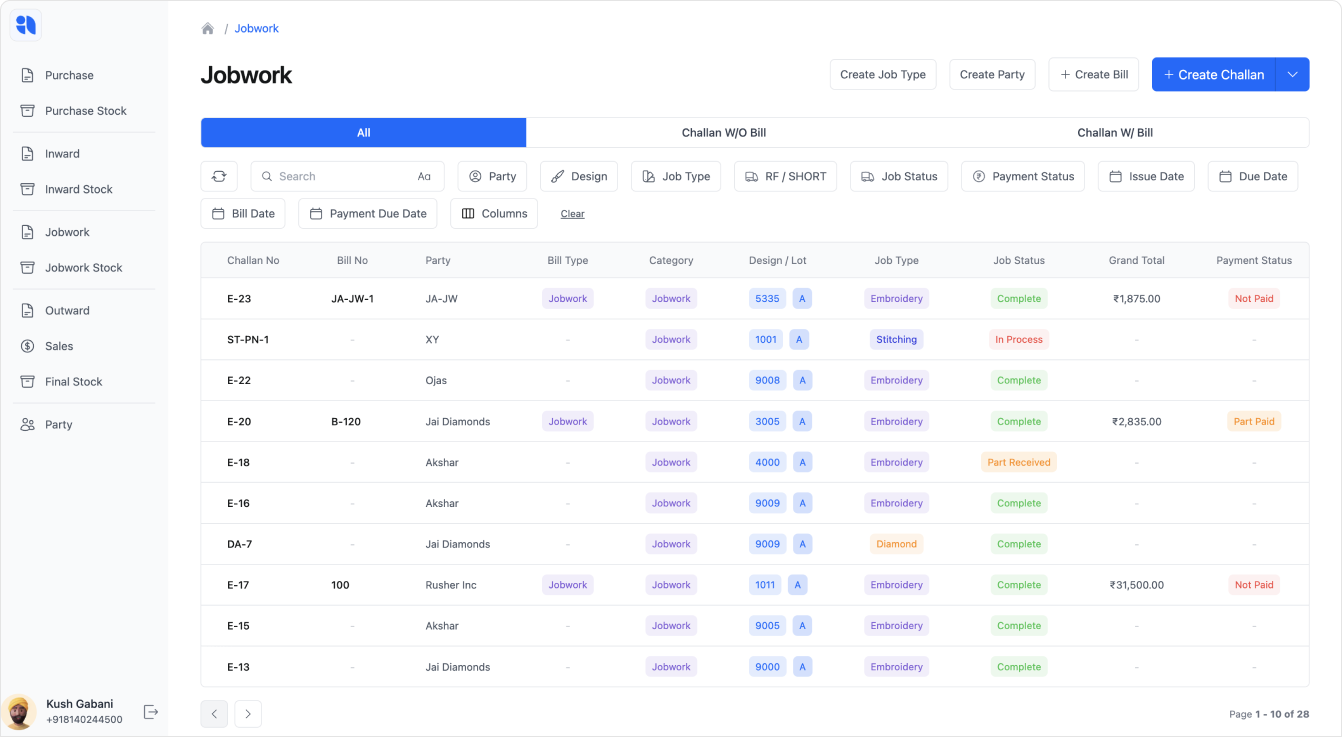 / Jobwork
Jobwork
Create Job Type Create Party + Create Bill + Create Challan
Purchase
Purchase Stock
Inward
Inward Stock
Jobwork
Jobwork Stock
Outward
Sales
Final Stock
Party
Kush Gabani
+918140244500
All Challan W/O Bill Challan W/ Bill
Search Aa Party Design Job Type RF / SHORT Job Status Payment Status Issue Date Due Date
Bill Date Payment Due Date Columns Clear
Challan No Bill No Party Bill Type Category Design / Lot Job Type Job Status Grand Total Payment Status
E-23 JA-JW-1 JA-JW Jobwork Jobwork 5335 A Embroidery Complete ₹1,875.00 Not Paid
ST-PN-1 - XY - Jobwork 1001 A Stitching In Process - -
E-22 - Ojas - Jobwork 9008 A Embroidery Complete - -
E-20 B-120 Jai Diamonds Jobwork Jobwork 3005 A Embroidery Complete ₹2,835.00 Part Paid
E-18 - Akshar - Jobwork 4000 A Embroidery Part Received - -
E-16 - Akshar - Jobwork 9009 A Embroidery Complete - -
DA-7 - Jai Diamonds - Jobwork 9009 A Diamond Complete - -
E-17 100 Rusher Inc Jobwork Jobwork 1011 A Embroidery Complete ₹31,500.00 Not Paid
E-15 - Akshar - Jobwork 9005 A Embroidery Complete - -
E-13 - Jai Diamonds - Jobwork 9000 A Embroidery Complete - -
Page 1 - 10 of 28